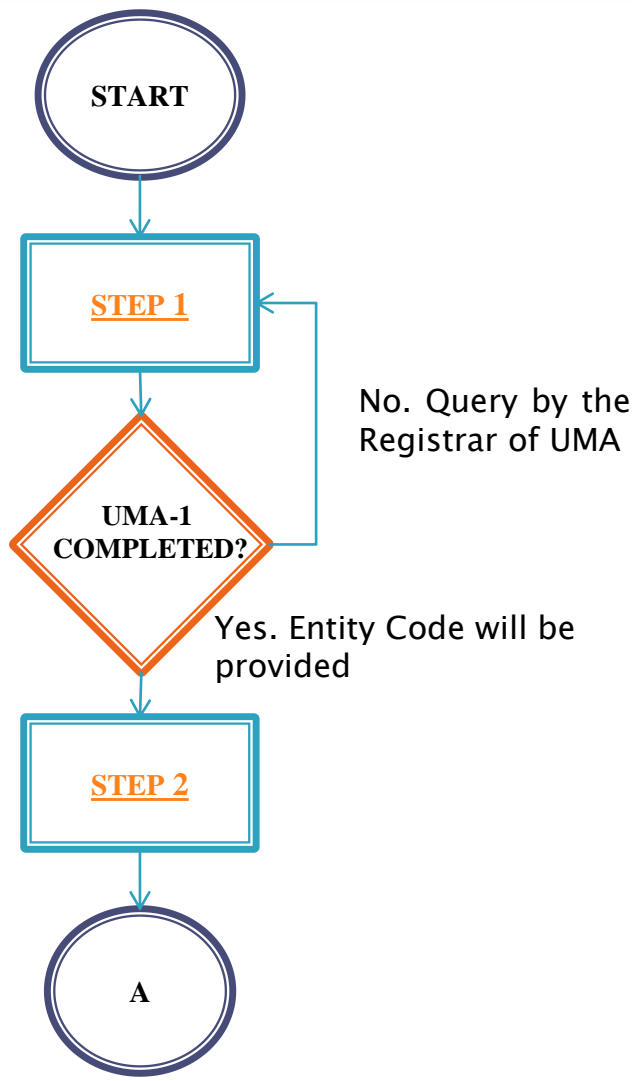 START
STEP 1
No. Query by the
Registrar of UMA
UMA-1
COMPLETED?
Yes. Entity Code will be
provided
STEP 2
A